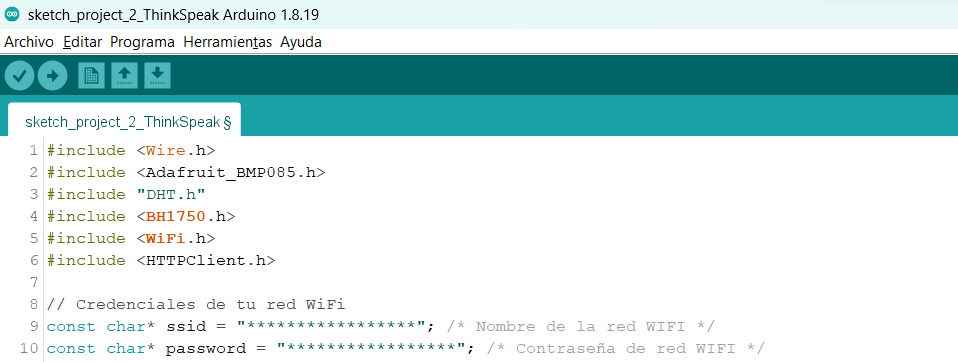 sketch_project_2_ThinkSpeak Arduino 1.8.19
Archivo Editar Programa Herramientas Ayuda
sketch_project_2_ThinkSpeak §
1 #include <Wire.h>
2 #include <Adafruit_BMP085.h>
3 #include "DHT.h"
4 #include <BH1750.h>
5 #include <WiFi.h>
6 #include <HTTPClient.h>
7
8 // Credenciales de tu red WiFi
9 const char* ssid = "*****************"; /* Nombre de la red WIFI */
10 const char* password = "*****************"; /* Contraseña de red WIFI */